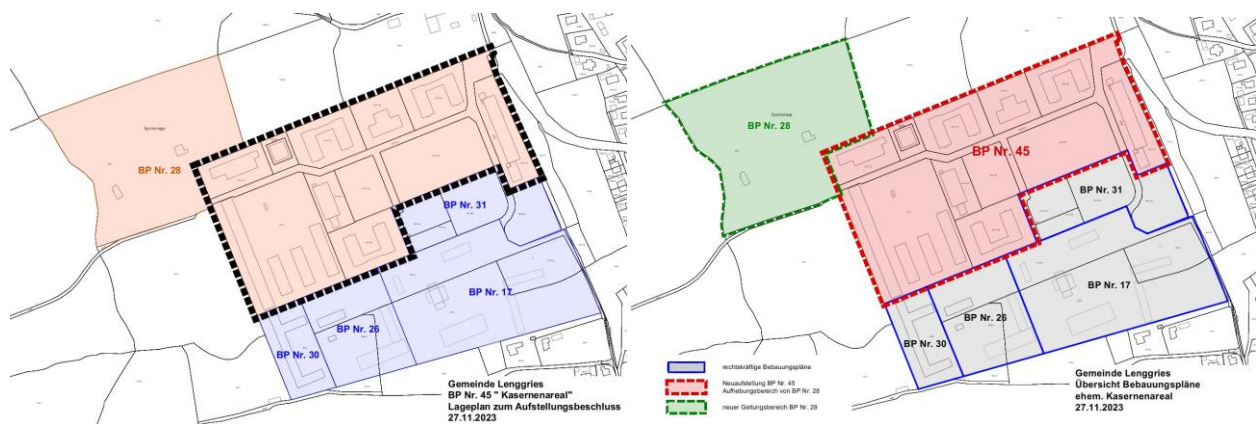 Sportanlage
BP Nr. 28
BP Nr. 31
BP Nr. 17
BP Nr. 26
BP Nr. 30
Gemeinde Lenggries
BP Nr. 45 " Kasernenareal"
Lageplan zum Aufstellungsbeschluss
27.11.2023
Sportanlage
BP Nr. 28
BP Nr. 45
BP Nr. 31
BP Nr. 17
BP Nr. 26
BP Nr. 30
rechtskräftige Bebauungspläne
Neuaufstellung BP Nr. 45
Aufhebungsbereich von BP Nr. 28
neuer Geltungsbereich BP Nr. 28
Gemeinde Lenggries
Übersicht Bebauungspläne
ehem. Kasernenareal
27.11.2023